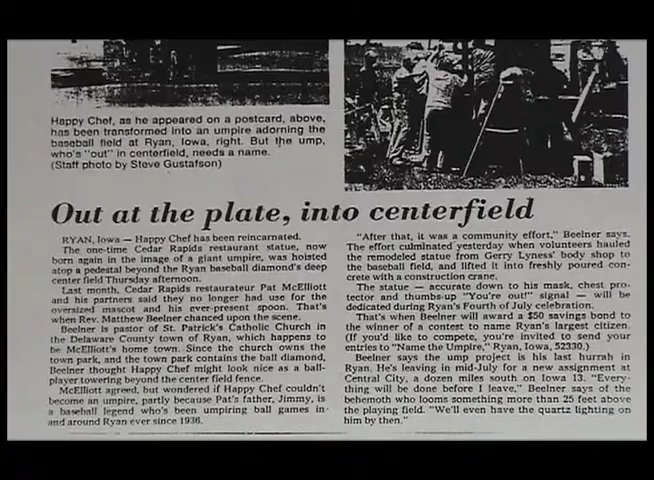 Happy Chef, as he appeared on a postcard, above,
has been transformed into an umpire adorning the
baseball field at Ryan, Iowa, right. But the ump,
who's "out" in centerfield, needs a name.
(Staff photo by Steve Gustafson)
Out at the plate, into centerfield
RYAN, Iowa — Happy Chef has been reincarnated.
The one-time Cedar Rapids restaurant statue, now
born again in the image of a giant umpire, was hoisted
atop a pedestal beyond the Ryan baseball diamond's deep
center field Thursday afternoon.
Last month, Cedar Rapids restaurateur Pat McElliott
and his partners said they no longer had use for the
oversized mascot and his ever-present spoon. That's
when Rev. Matthew Beelner chanced upon the scene.
Beelner is pastor of St. Patrick's Catholic Church in
the Delaware County town of Ryan, which happens to
be McElliott's home town. Since the church owns the
town park, and the town park contains the ball diamond,
Beelner thought Happy Chef might look nice as a ball-
player towering beyond the center field fence.
McElliott agreed, but wondered if Happy Chef couldn't
become an umpire, partly because Pat's father, Jimmy, is
a baseball legend who's been umpiring ball games in
and around Ryan ever since 1936.
"After that, it was a community effort," Beelner says.
The effort culminated yesterday when volunteers hauled
the remodeled statue from Gerry Lyness' body shop to
the baseball field, and lifted it into freshly poured con-
crete with a construction crane.
The statue — accurate down to his mask, chest pro-
tector and thumbs-up "You're out!" signal — will be
dedicated during Ryan's Fourth of July celebration.
That's when Beelner will award a $50 savings bond to
the winner of a contest to name Ryan's largest citizen.
(If you'd like to compete, you're invited to send your
entries to "Name the Umpire," Ryan, Iowa, 52330.)
Beelner says the ump project is his last hurrah in
Ryan. He's leaving in mid-July for a new assignment at
Central City, a dozen miles south on Iowa 13. "Every-
thing will be done before I leave," Beelner says of the
behemoth who looms something more than 25 feet above
the playing field. "We'll even have the quartz lighting on
him by then."